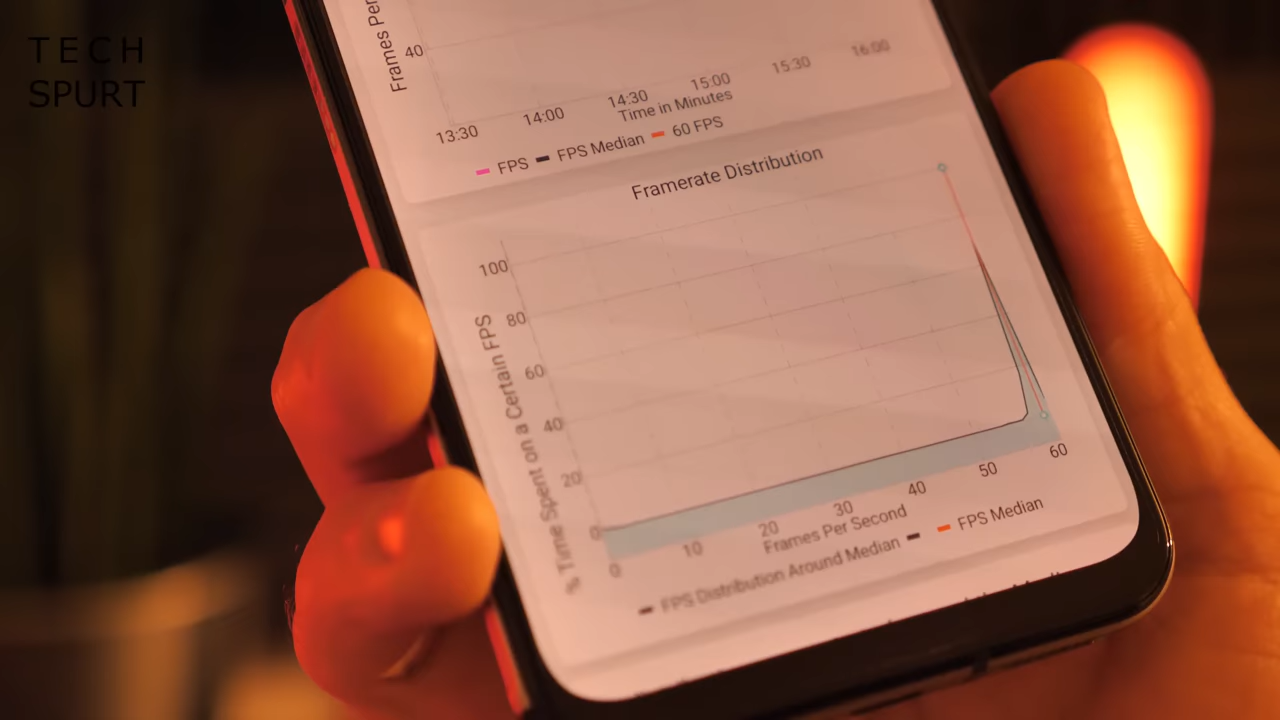 TECH
SPURT
Frames Per
40
13:30 14:00 14:30 15:00 15:30 16:00
Time in Minutes
FPS FPS Median 60 FPS
Framerate Distribution
% Time Spent on a Certain FPS
100
80
60
40
20
0
0 10 20 30 40 50 60
Frames Per Second
FPS Distribution Around Median FPS Median